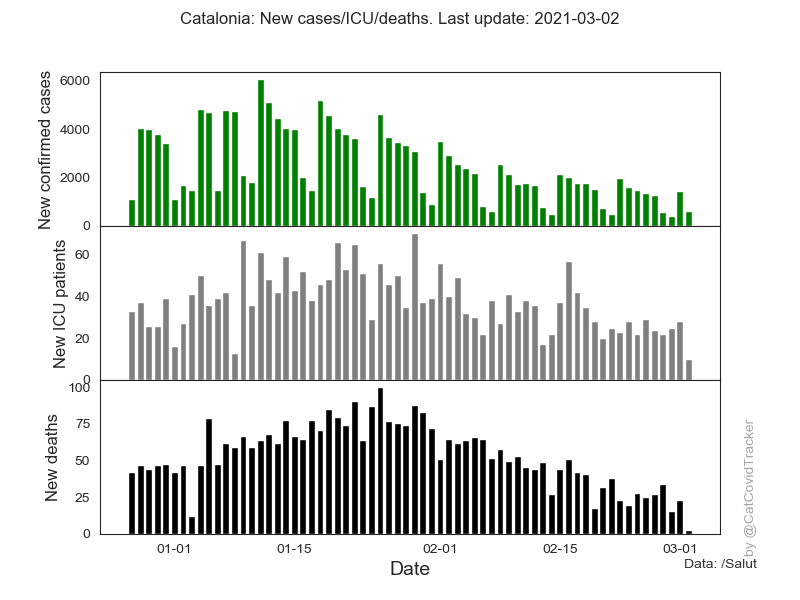 Catalonia: New cases/ICU/deaths. Last update: 2021-03-02
New confirmed cases
6000
4000
2000
0
New ICU patients
60
40
20
0
New deaths
100
75
50
25
0
01-01 01-15 02-01 02-15 03-01
Date
by @CatCovidTracker
Data: /Salut